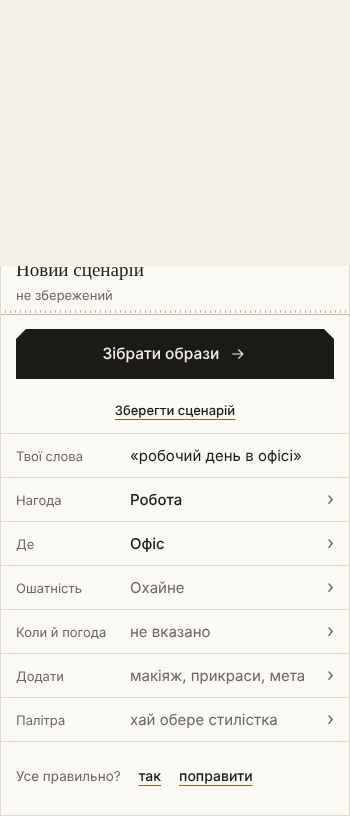 Новий сценарій
не збережений
Зібрати образи →
Зберегти сценарій
Твої слова «робочий день в офісі»
Нагода Робота ›
Де Офіс ›
Ошатність Охайне ›
Коли й погода не вказано ›
Додати макіяж, прикраси, мета ›
Палітра хай обере стилістка ›
Усе правильно? так поправити